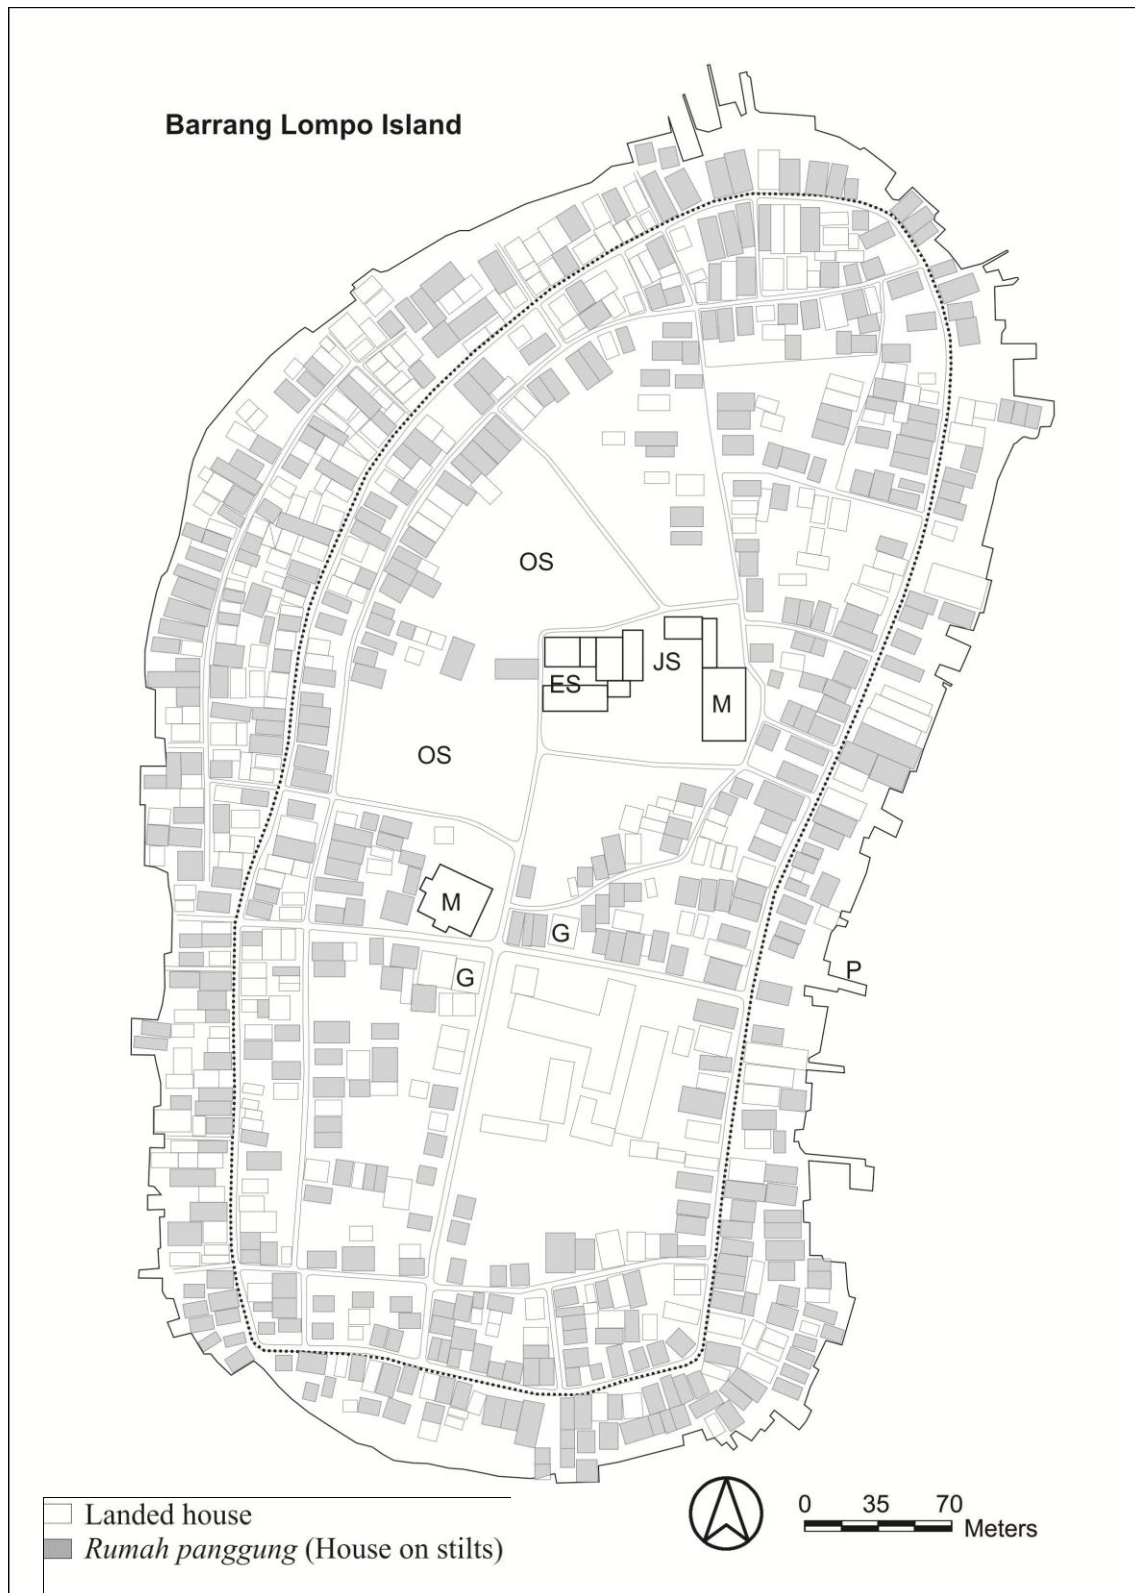 Barrang Lompo Island
OS
ES
JS
M
OS
M
G
G
P
Landed house
Rumah panggung (House on stilts)
0 35 70
Meters